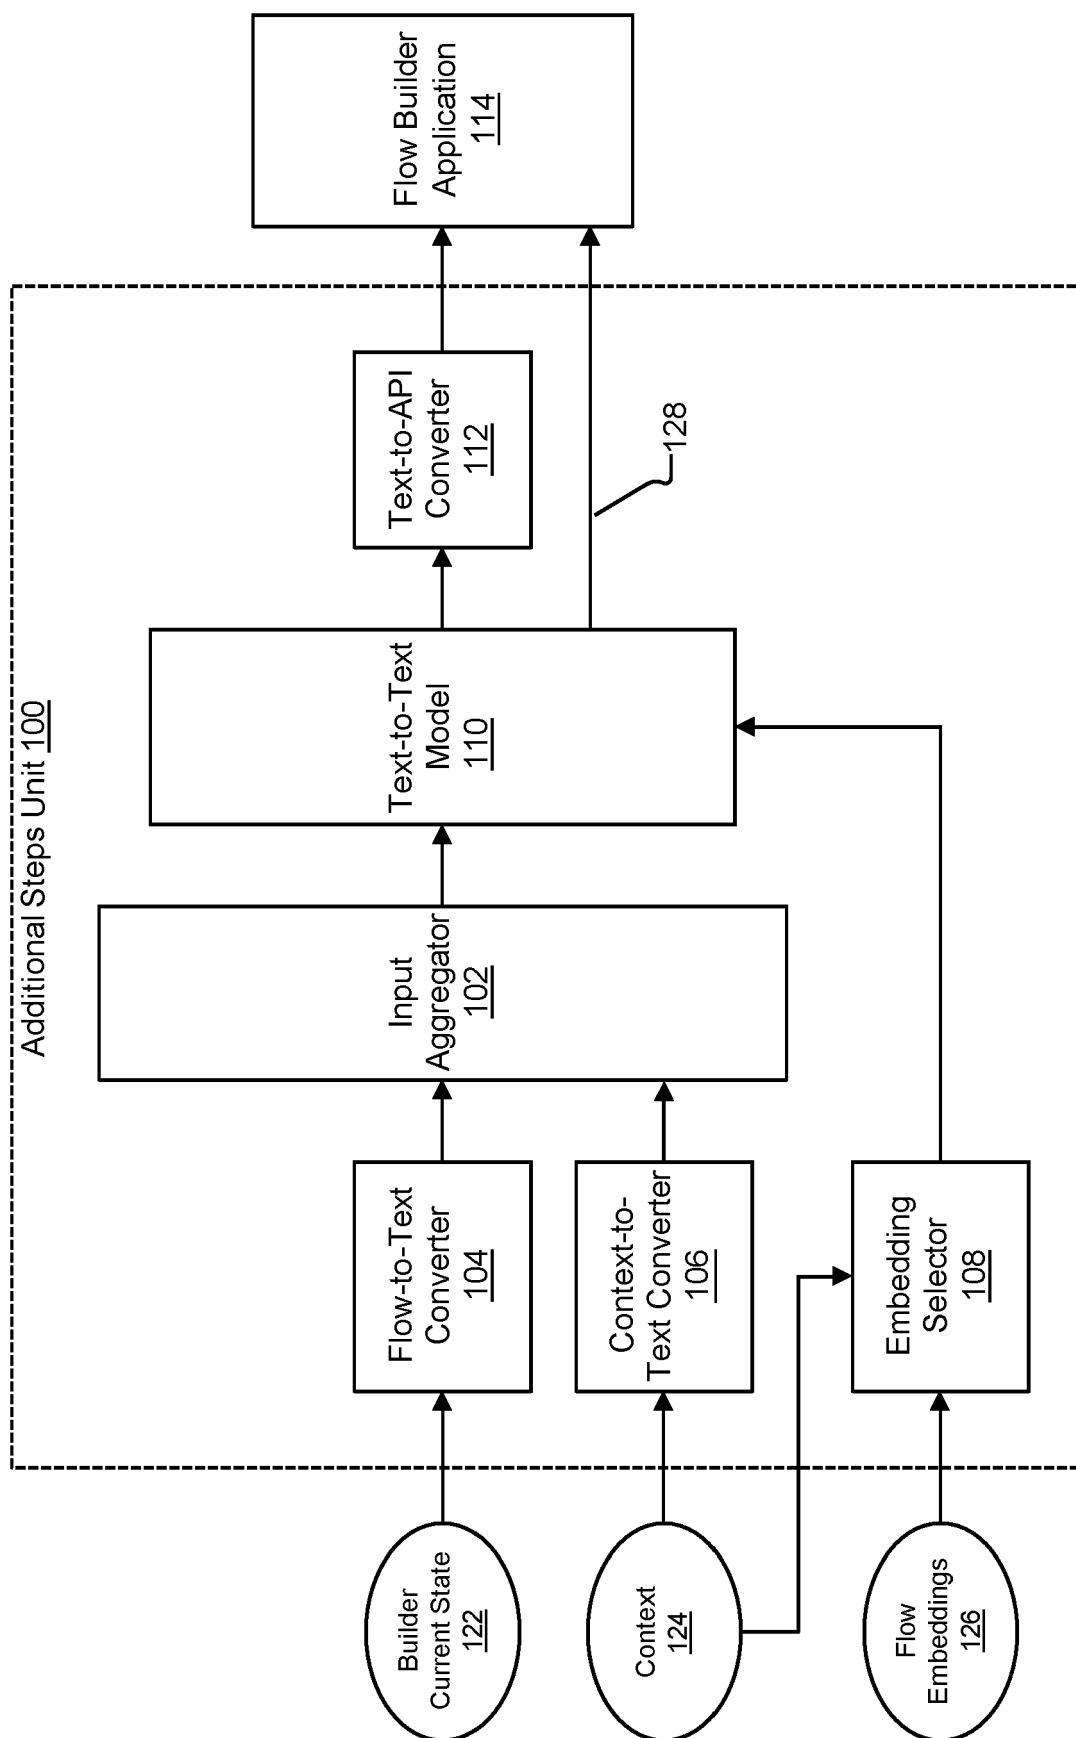 Additional Steps Unit 100
Builder
Current State
122
Context
124
Flow
Embeddings
126
Flow-to-Text
Converter
104
Context-to-
Text Converter
106
Embedding
Selector
108
Input
Aggregator
102
Text-to-Text
Model
110
Text-to-API
Converter
112
128
Flow Builder
Application
114